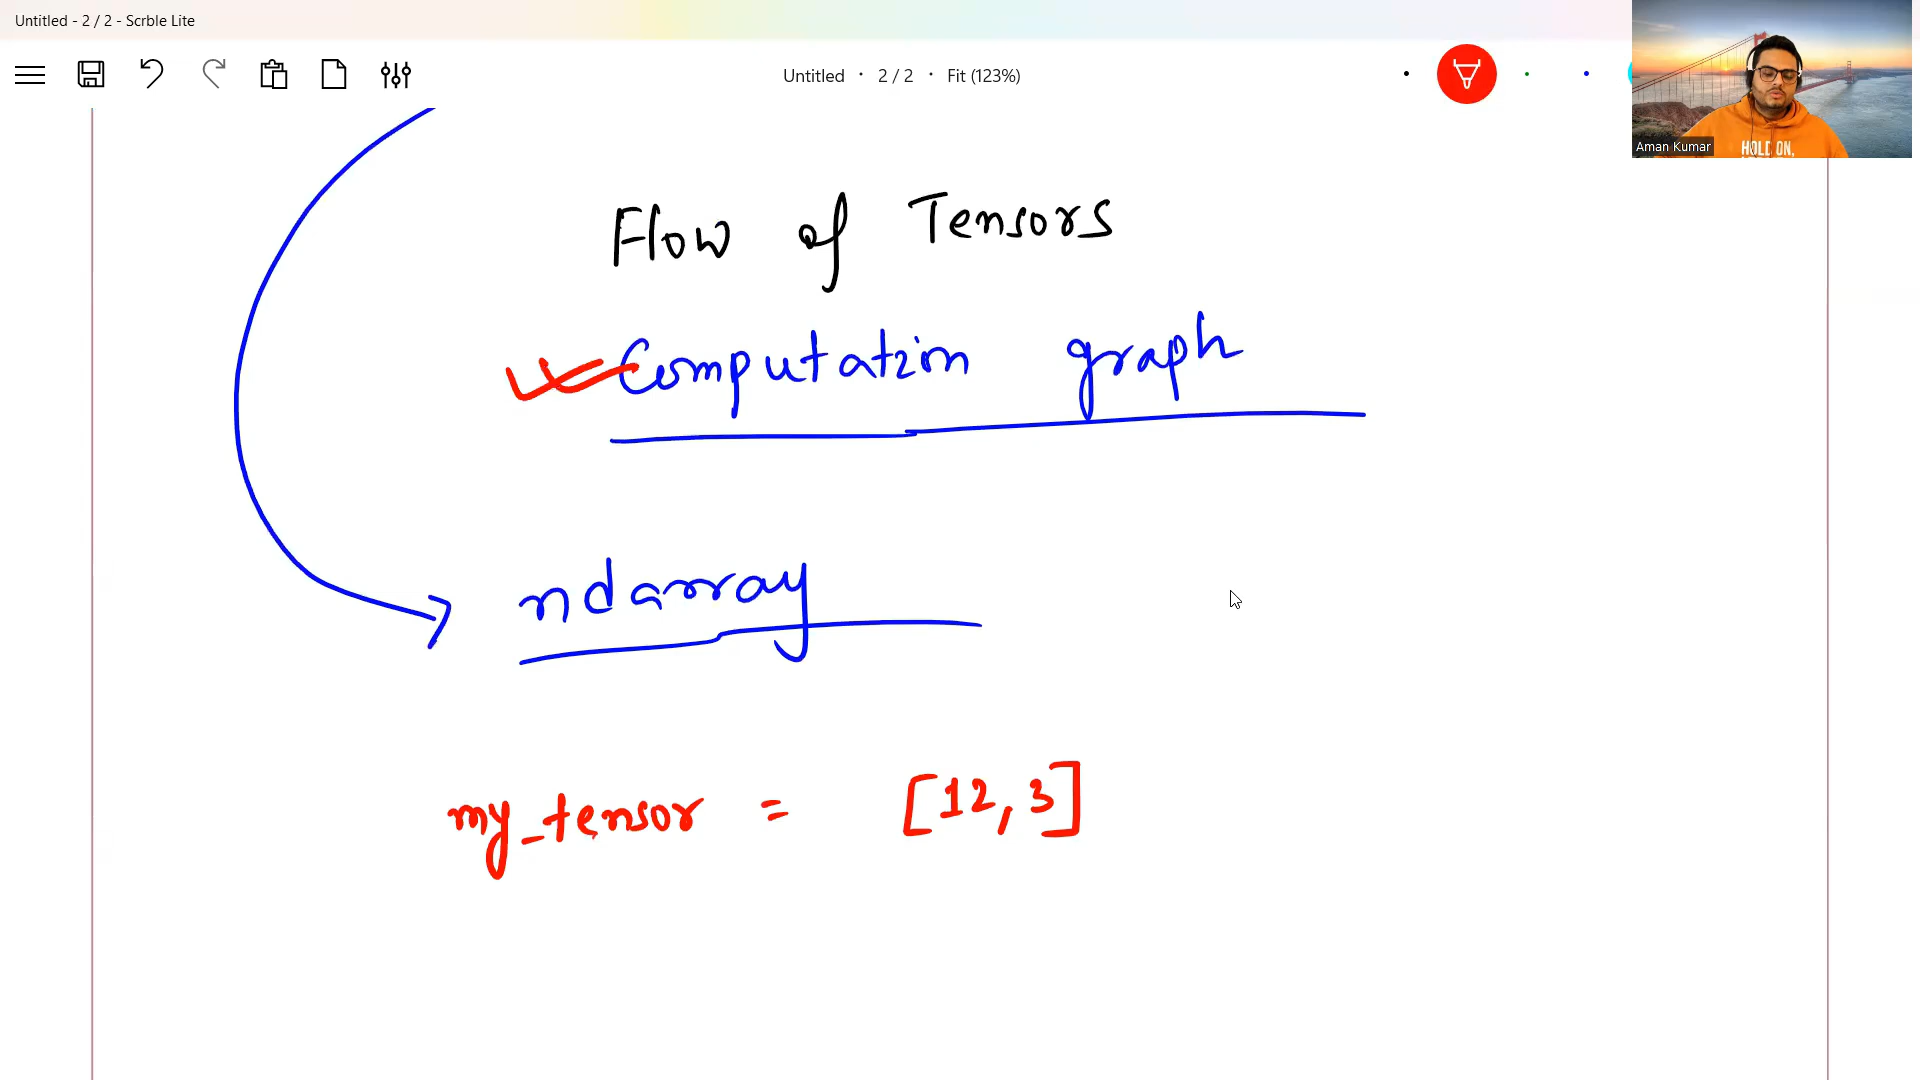 Untitled - 2 / 2 - Scrble Lite
Untitled • 2 / 2 • Fit (123%)
Aman Kumar
HOLD ON,
Flow of Tensors
Computation graph
ndarray
my_tensor = [12, 3]